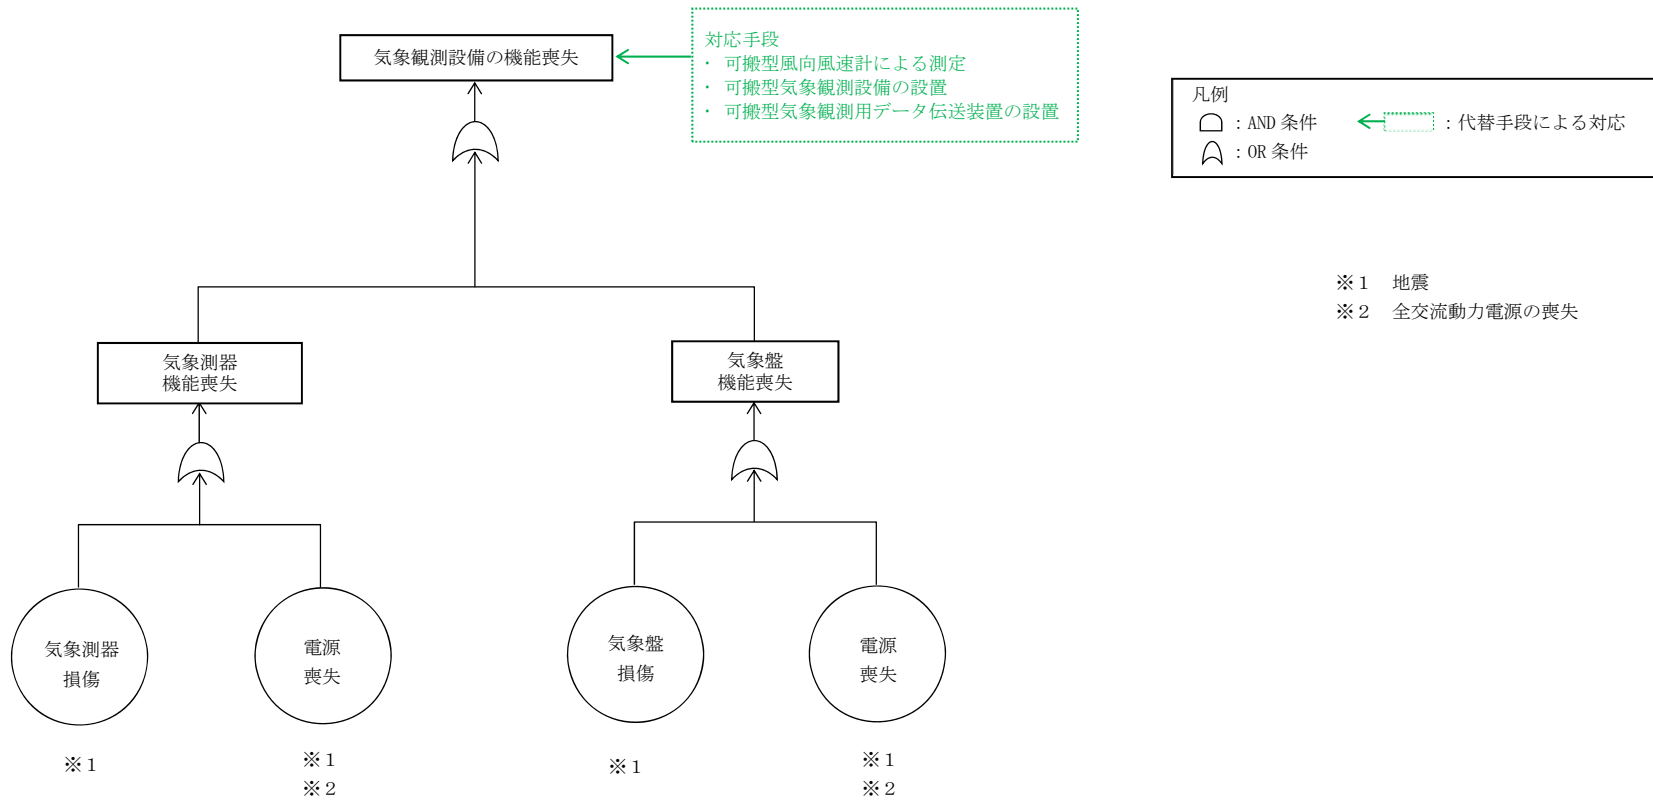 気象観測設備の機能喪失
対応手段
・ 可搬型風向風速計による測定
・ 可搬型気象観測設備の設置
・ 可搬型気象観測用データ伝送装置の設置
凡例
：AND 条件
：代替手段による対応
：OR 条件
※１ 地震
※２ 全交流動力電源の喪失
気象測器
機能喪失
気象盤
機能喪失
気象測器
損傷
電源
喪失
気象盤
損傷
電源
喪失
※１
※１
※２
※１
※１
※２